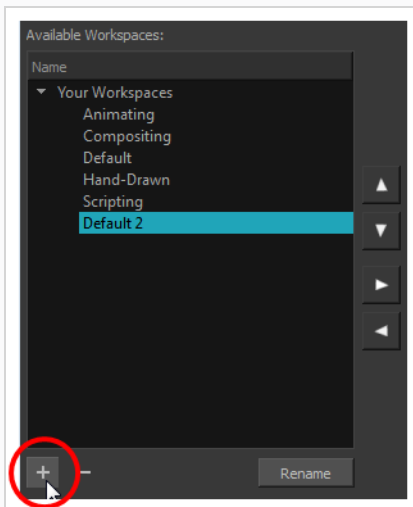 Available Workspaces:
Name
Your Workspaces
Animating
Compositing
Default
Hand-Drawn
Scripting
Default 2
Rename